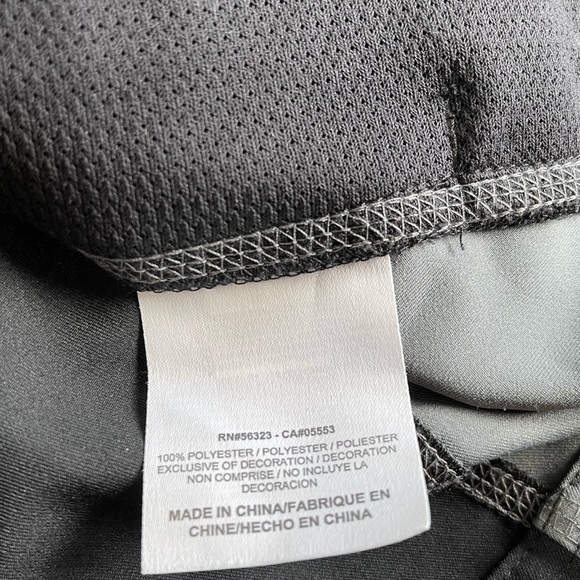 RN#56323 - CA#05553
100% POLYESTER / POLYESTER / POLIESTER
EXCLUSIVE OF DECORATION / DECORATION
NON COMPRISE / NO INCLUYE LA
DECORACIÓN
MADE IN CHINA/FABRIQUE EN
CHINE/HECHO EN CHINA